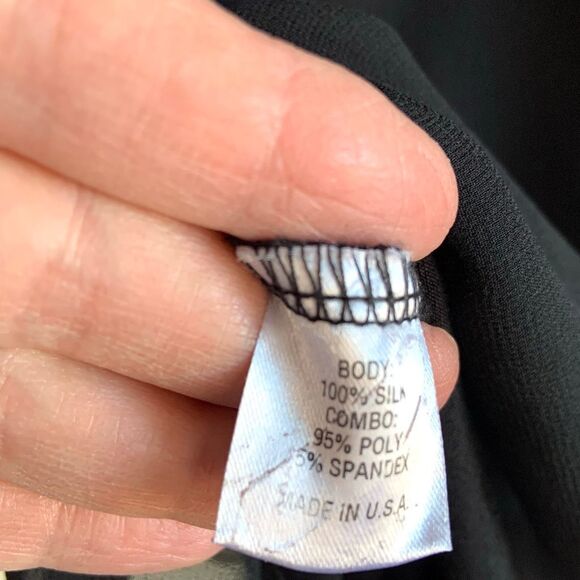 BODY:
100% SILK
COMBO:
95% POLY
5% SPANDEX
MADE IN U.S.A.